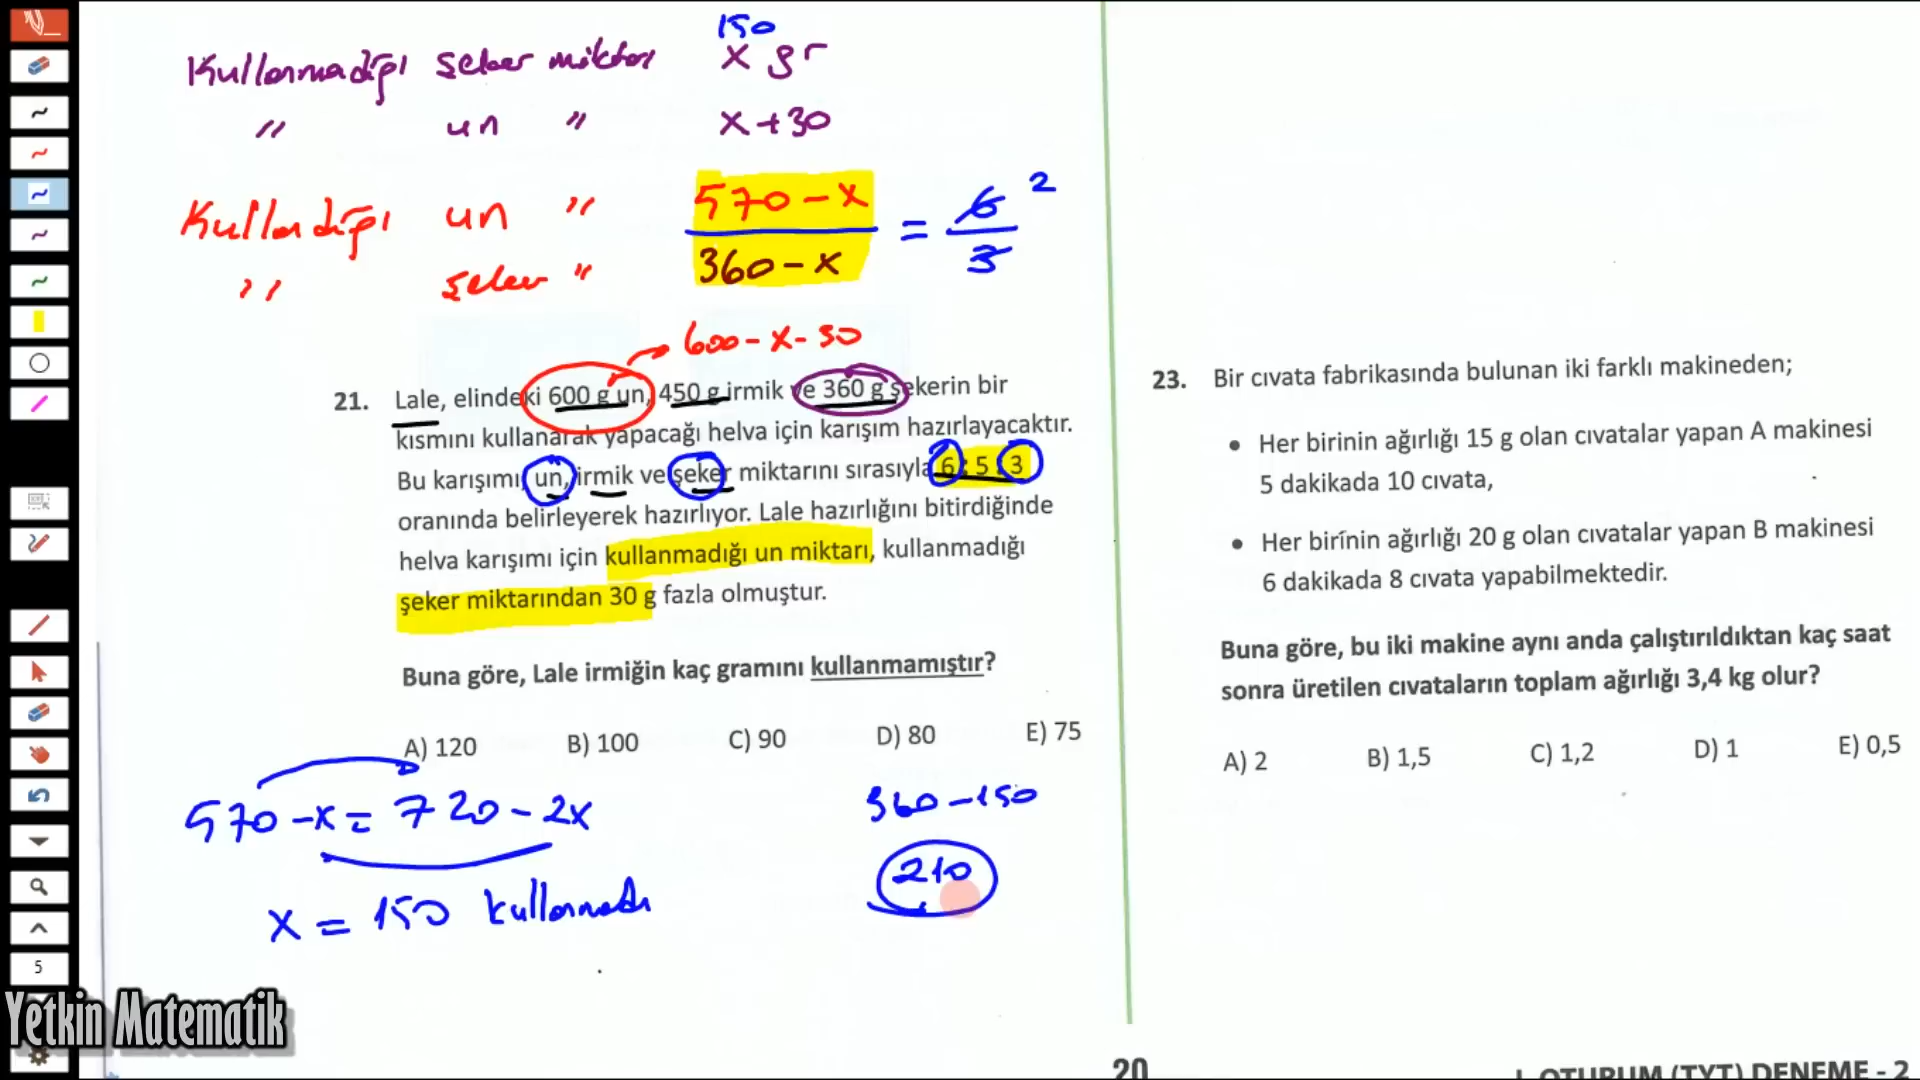 150
Kullanmadığı şeker miktarı x gr
" un " x+30
Kullandığı un " 570-x = 6 2
" şeker " 360-x 3
600-x-30
21. Lale, elindeki 600 g un, 450 g irmik ve 360 g şekerin bir
kısmını kullanarak yapacağı helva için karışım hazırlayacaktır.
Bu karışımı, un, irmik ve şeker miktarını sırasıyla 6 : 5 : 3
oranında belirleyerek hazırlıyor. Lale hazırlığını bitirdiğinde
helva karışımı için kullanmadığı un miktarı, kullanmadığı
şeker miktarından 30 g fazla olmuştur.
Buna göre, Lale irmiğin kaç gramını kullanmamıştır?
A) 120 B) 100 C) 90 D) 80 E) 75
570-x=720-2x
x=150 kullanmadı
360-150
210
23. Bir cıvata fabrikasında bulunan iki farklı makineden;
• Her birinin ağırlığı 15 g olan cıvatalar yapan A makinesi
5 dakikada 10 cıvata,
• Her birinin ağırlığı 20 g olan cıvatalar yapan B makinesi
6 dakikada 8 cıvata yapabilmektedir.
Buna göre, bu iki makine aynı anda çalıştırıldıktan kaç saat
sonra üretilen cıvataların toplam ağırlığı 3,4 kg olur?
A) 2 B) 1,5 C) 1,2 D) 1 E) 0,5
5
Yetkin Matematik
20
I. OTURUM (TYT) DENEME - 2